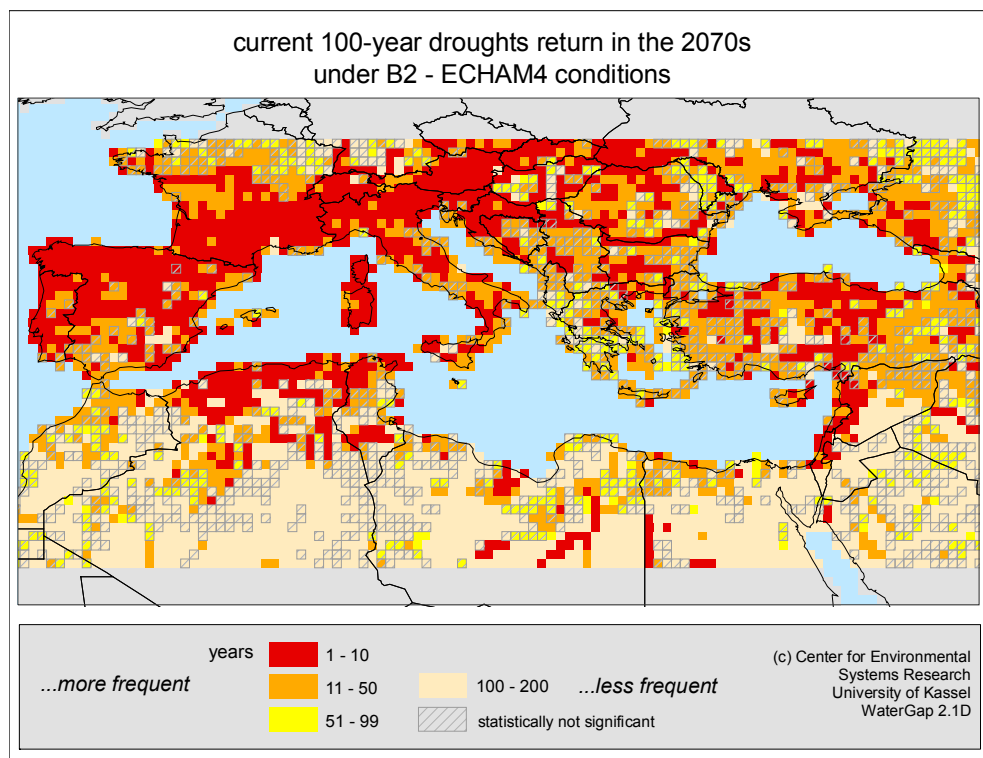 current 100-year droughts return in the 2070s
under B2 - ECHAM4 conditions
years
1 - 10
...more frequent
11 - 50
51 - 99
100 - 200
...less frequent
statistically not significant
(c) Center for Environmental
Systems Research
University of Kassel
WaterGap 2.1D